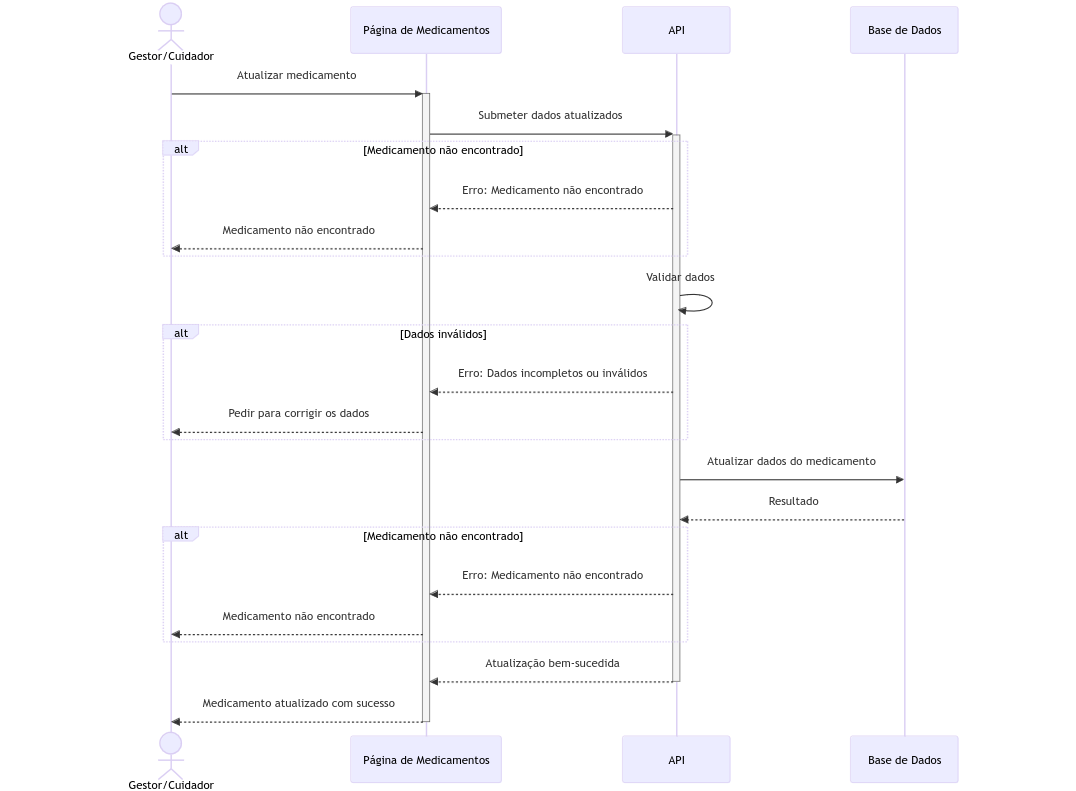 Gestor/Cuidador
Página de Medicamentos
API
Base de Dados
Atualizar medicamento
Submeter dados atualizados
alt
[Medicamento não encontrado]
Erro: Medicamento não encontrado
Medicamento não encontrado
Validar dados
alt
[Dados inválidos]
Erro: Dados incompletos ou inválidos
Pedir para corrigir os dados
Atualizar dados do medicamento
Resultado
alt
[Medicamento não encontrado]
Erro: Medicamento não encontrado
Medicamento não encontrado
Atualização bem-sucedida
Medicamento atualizado com sucesso
Gestor/Cuidador
Página de Medicamentos
API
Base de Dados